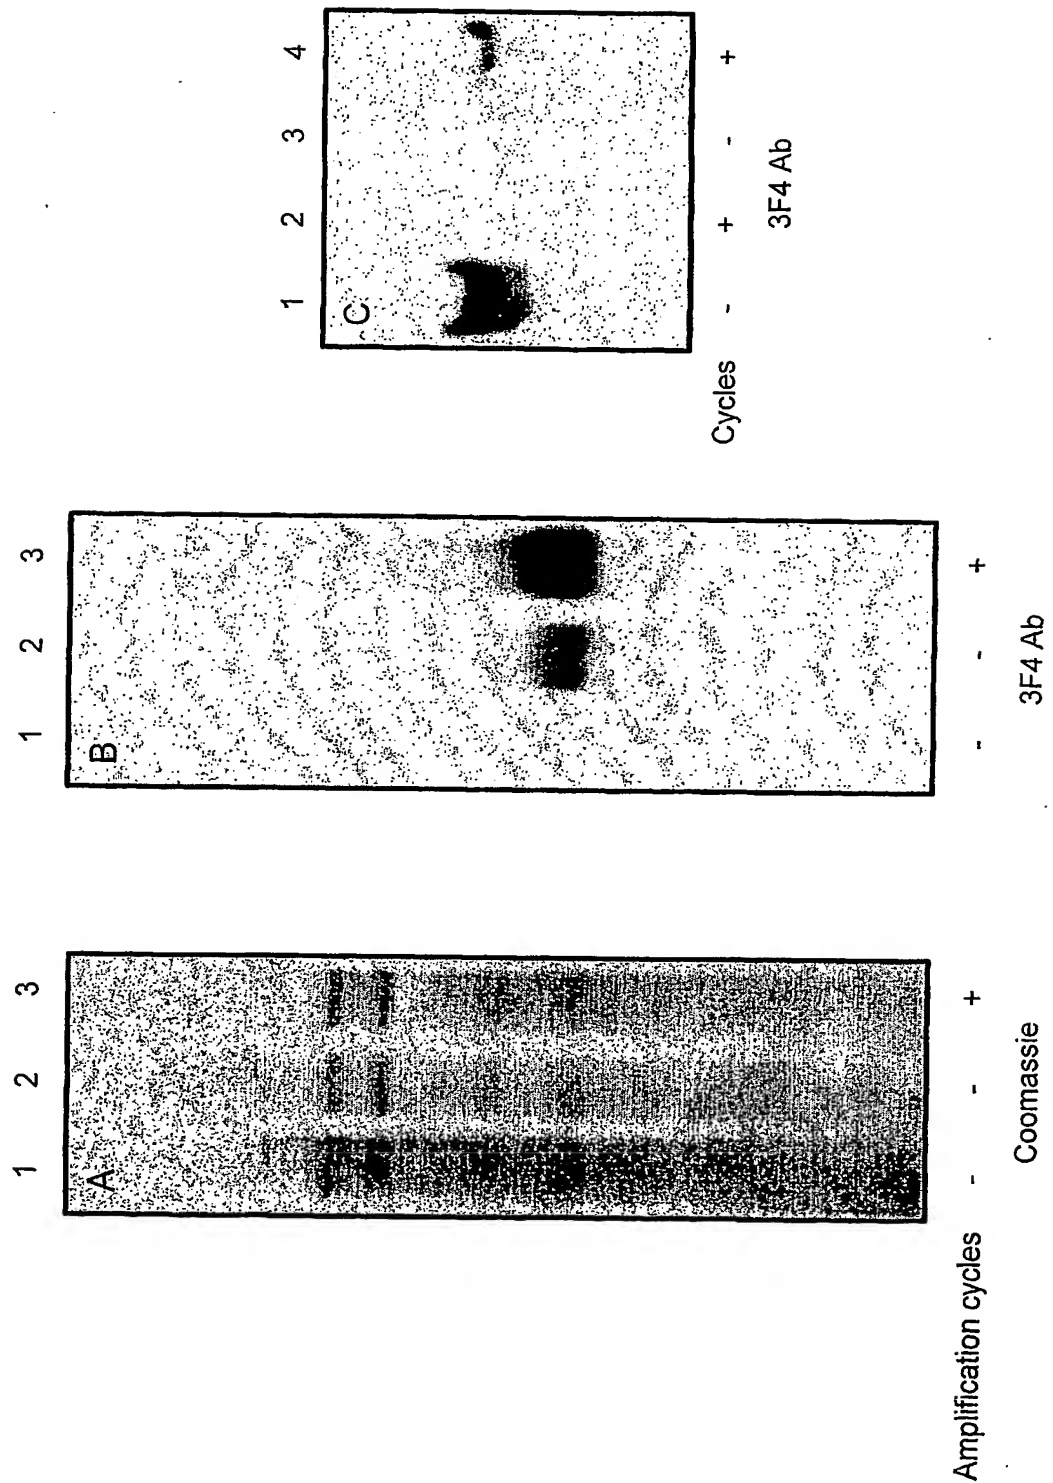 1 2 3
A
Amplification cycles - - +
Coomassie
1 2 3
B
- - +
3F4 Ab
1 2 3 4
C
Cycles - + - +
3F4 Ab